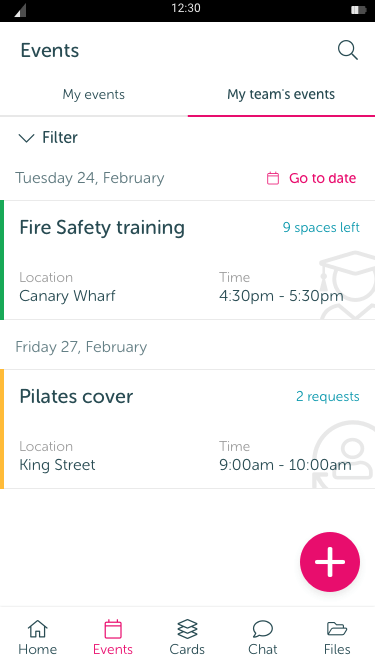 12:30
Events
My events My team's events
Filter
Tuesday 24, February Go to date
Fire Safety training 9 spaces left
Location Time
Canary Wharf 4:30pm - 5:30pm
Friday 27, February
Pilates cover 2 requests
Location Time
King Street 9:00am - 10:00am
Home Events Cards Chat Files